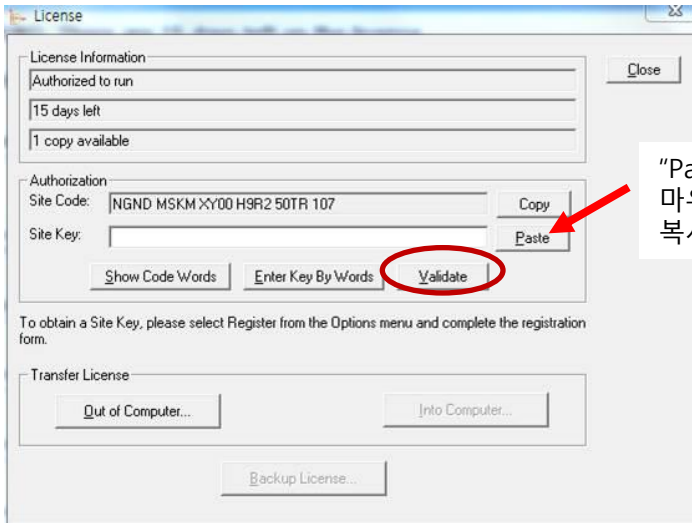 License
License Information
Authorized to run
15 days left
1 copy available
Close
Authorization
Site Code: NGND MSKM XY00 H9R2 50TR 107 Copy
Site Key: Paste
Show Code Words Enter Key By Words Validate
To obtain a Site Key, please select Register from the Options menu and complete the registration
form.
Transfer License
Out of Computer... Into Computer...
Backup License...
"Pa
마우
복사